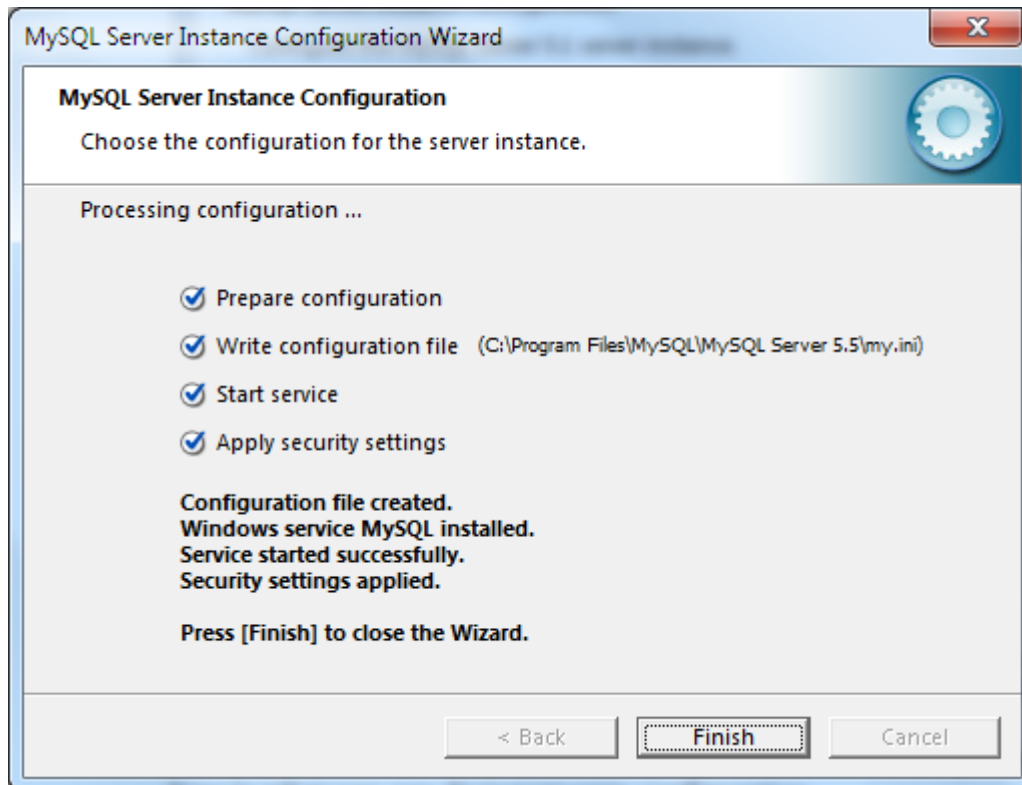 MySQL Server Instance Configuration Wizard
MySQL Server Instance Configuration
Choose the configuration for the server instance.
Processing configuration ...
Prepare configuration
Write configuration file (C:\Program Files\MySQL\MySQL Server 5.5\my.ini)
Start service
Apply security settings
Configuration file created.
Windows service MySQL installed.
Service started successfully.
Security settings applied.
Press [Finish] to close the Wizard.
< Back Finish Cancel